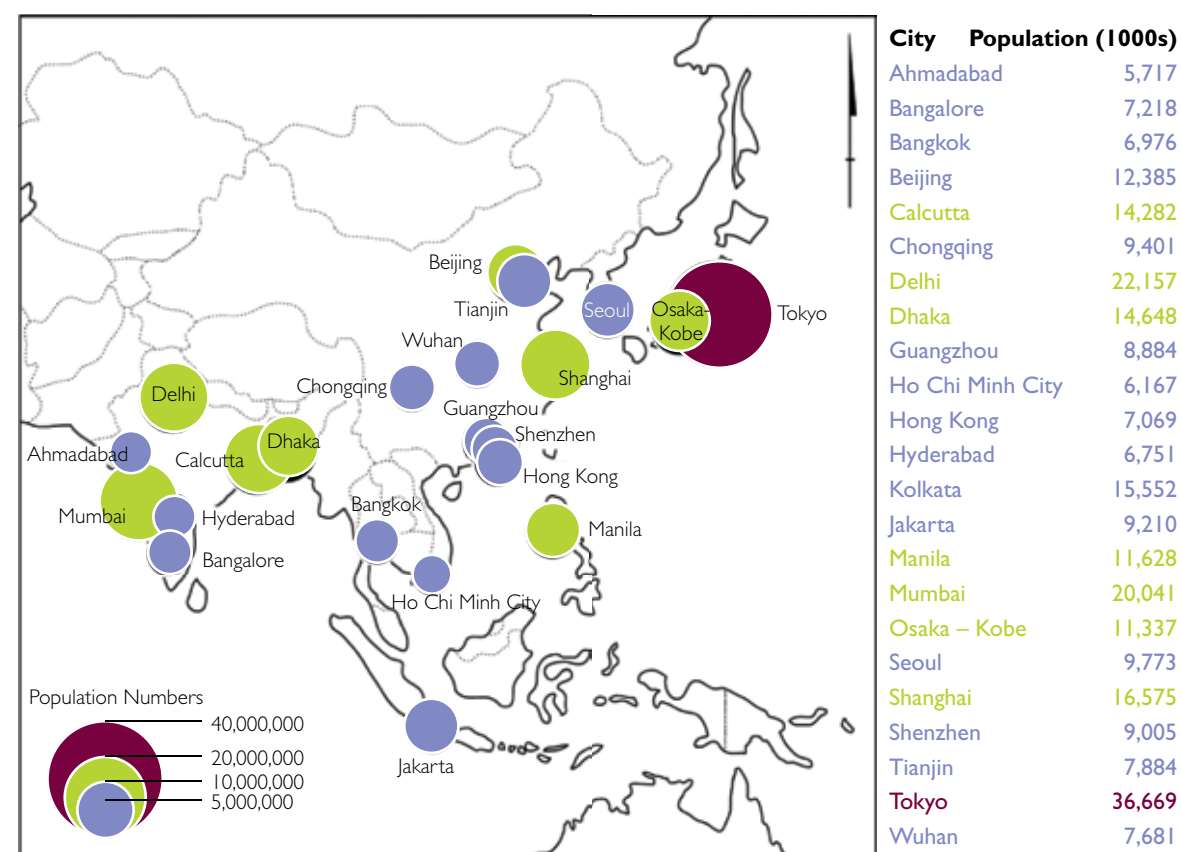 Beijing
Tianjin
Seoul
Osaka-
Kobe
Tokyo
Wuhan
Shanghai
Chongqing
Guangzhou
Shenzhen
Hong Kong
Delhi
Dhaka
Ahmadabad
Calcutta
Mumbai
Hyderabad
Bangalore
Bangkok
Manila
Ho Chi Minh City
Jakarta
Population Numbers
40,000,000
20,000,000
10,000,000
5,000,000
City Population (1000s)
Ahmadabad 5,717
Bangalore 7,218
Bangkok 6,976
Beijing 12,385
Calcutta 14,282
Chongqing 9,401
Delhi 22,157
Dhaka 14,648
Guangzhou 8,884
Ho Chi Minh City 6,167
Hong Kong 7,069
Hyderabad 6,751
Kolkata 15,552
Jakarta 9,210
Manila 11,628
Mumbai 20,041
Osaka – Kobe 11,337
Seoul 9,773
Shanghai 16,575
Shenzhen 9,005
Tianjin 7,884
Tokyo 36,669
Wuhan 7,681